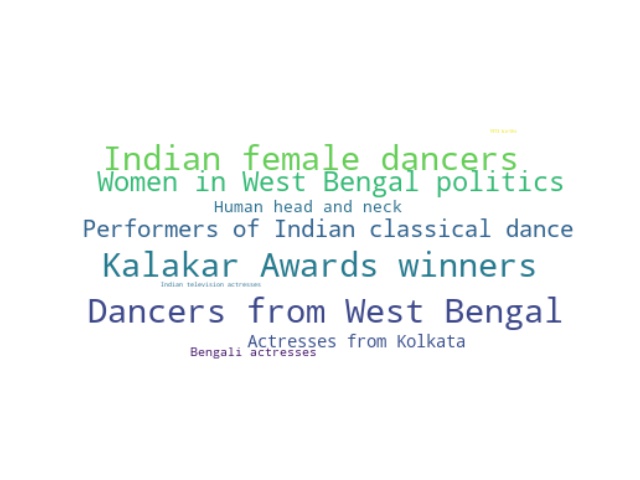 Indian female dancers
Women in West Bengal politics
Human head and neck
Performers of Indian classical dance
Kalakar Awards winners
Indian television actresses
Dancers from West Bengal
Actresses from Kolkata
Bengali actresses